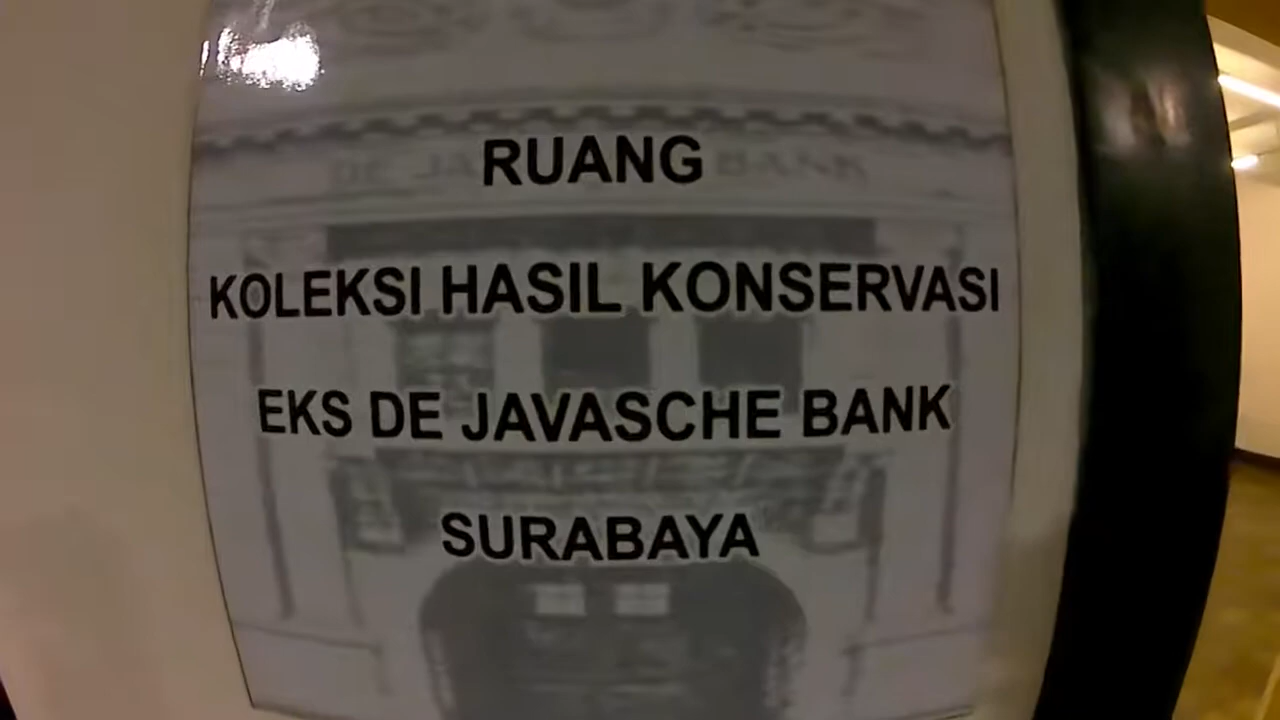 RUANG
KOLEKSI HASIL KONSERVASI
EKS DE JAVASCHE BANK
SURABAYA